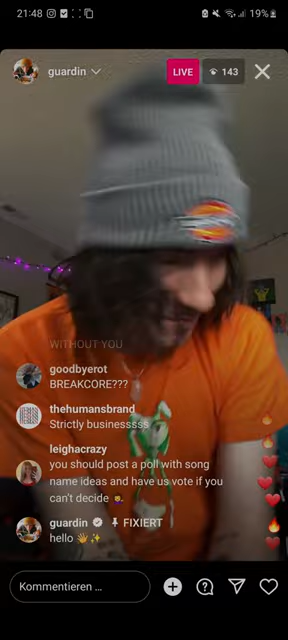 21:48
19%
guardin
LIVE
143
WITHOUT YOU
goodbyerot
BREAKCORE???
thehumansbrand
Strictly businesssss
leighacrazy
you should post a poll with song
name ideas and have us vote if you
can't decide 🤷‍♀️
guardin FIXIERT
hello 👋✨
Kommentieren ...